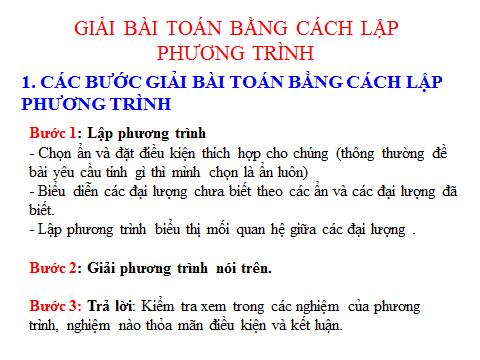 GIẢI BÀI TOÁN BẰNG CÁCH LẬP
PHƯƠNG TRÌNH
1. CÁC BƯỚC GIẢI BÀI TOÁN BẰNG CÁCH LẬP
PHƯƠNG TRÌNH
Bước 1: Lập phương trình
- Chọn ẩn và đặt điều kiện thích hợp cho chúng (thông thường đề
bài yêu cầu tính gì thì mình chọn là ẩn luôn)
- Biểu diễn các đại lượng chưa biết theo các ẩn và các đại lượng đã
biết.
- Lập phương trình biểu thị mối quan hệ giữa các đại lượng .
Bước 2: Giải phương trình nói trên.
Bước 3: Trả lời: Kiểm tra xem trong các nghiệm của phương
trình, nghiệm nào thỏa mãn điều kiện và kết luận.